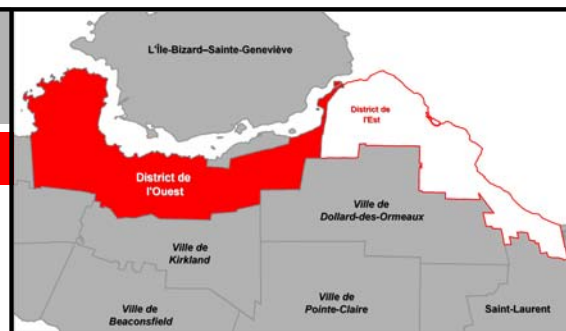 L'Île-Bizard–Sainte-Geneviève
District de
l'Est
District de
l'Ouest
Ville de
Dollard-des-Ormeaux
Ville de
Kirkland
Ville de
Pointe-Claire
Saint-Laurent
Ville de
Beaconsfield